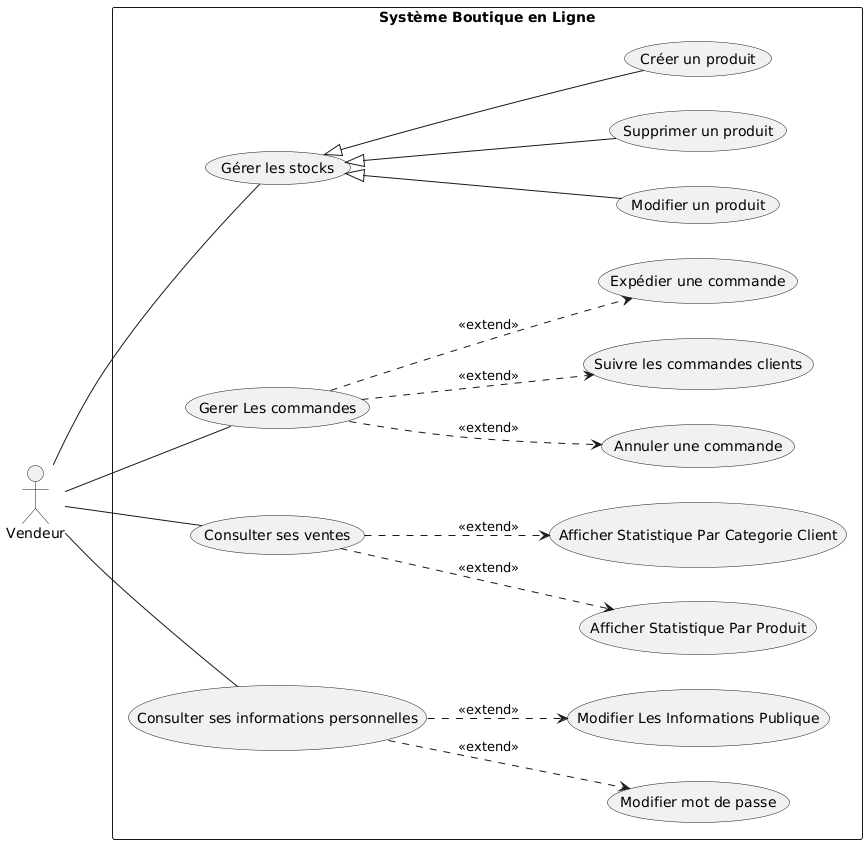 Système Boutique en Ligne
Créer un produit
Supprimer un produit
Gérer les stocks
Modifier un produit
Expédier une commande
«extend»
Suivre les commandes clients
«extend»
Gerer Les commandes
«extend»
Annuler une commande
Vendeur
«extend»
Consulter ses ventes
Afficher Statistique Par Categorie Client
«extend»
Afficher Statistique Par Produit
«extend»
Consulter ses informations personnelles
Modifier Les Informations Publique
«extend»
Modifier mot de passe